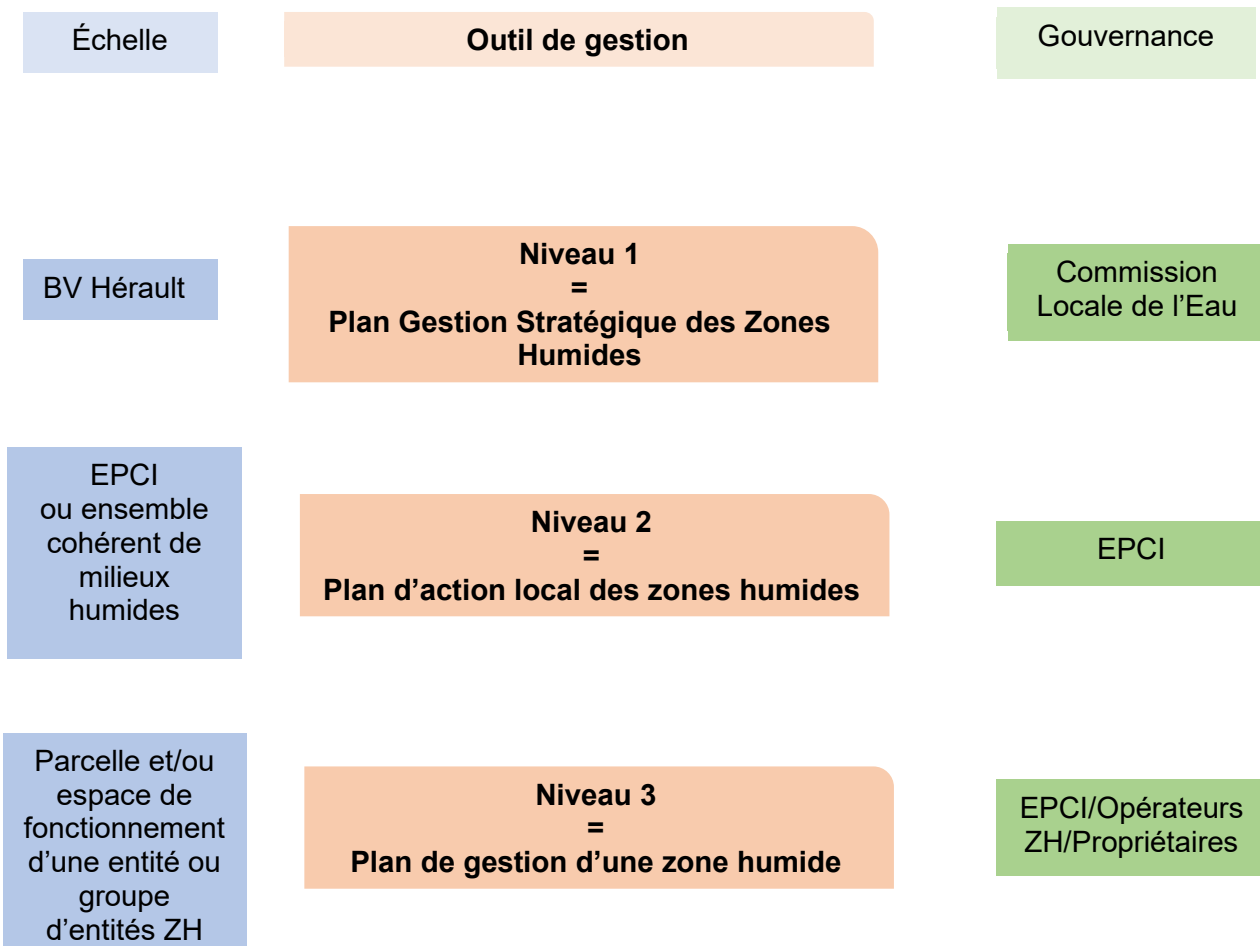 Échelle
Outil de gestion
Gouvernance
BV Hérault
Niveau 1
=
Plan Gestion Stratégique des Zones
Humides
Commission
Locale de l'Eau
EPCI
ou ensemble
cohérent de
milieux
humides
Niveau 2
=
Plan d'action local des zones humides
EPCI
Parcelle et/ou
espace de
fonctionnement
d'une entité ou
groupe
d'entités ZH
Niveau 3
=
Plan de gestion d'une zone humide
EPCI/Opérateurs
ZH/Propriétaires